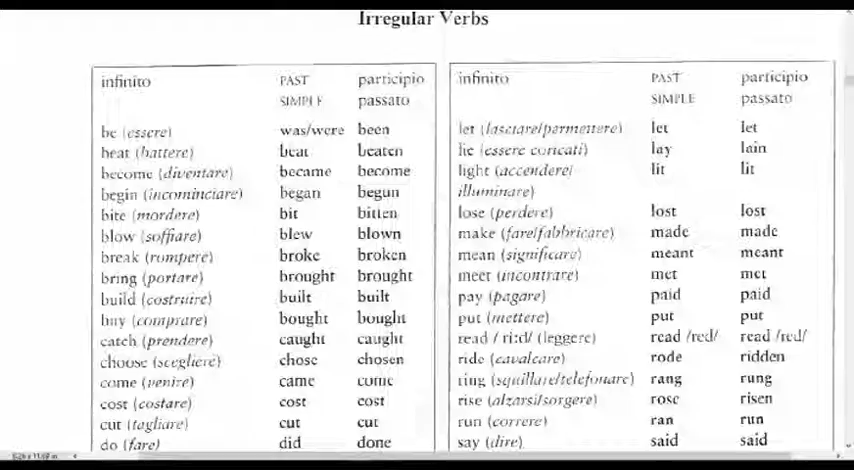 Irregular Verbs
infinito PAST participio
SIMPLE passato
be (essere) was/were been
beat (battere) beat beaten
become (diventare) became become
begin (incominciare) began begun
bite (mordere) bit bitten
blow (soffiare) blew blown
break (rompere) broke broken
bring (portare) brought brought
build (costruire) built built
buy (comprare) bought bought
catch (prendere) caught caught
choose (scegliere) chose chosen
come (venire) came come
cost (costare) cost cost
cut (tagliare) cut cut
do (fare) did done
infinito PAST participio
SIMPLE passato
let (lasciare/permettere) let let
lie (essere coricati) lay lain
light (accendere/ lit lit
illuminare)
lose (perdere) lost lost
make (fare/fabbricare) made made
mean (significare) meant meant
meet (incontrare) met met
pay (pagare) paid paid
put (mettere) put put
read / ri:d/ (leggere) read /red/ read /red/
ride (cavalcare) rode ridden
ring (squillare/telefonare) rang rung
rise (alzarsi/sorgere) rose risen
run (correre) ran run
say (dire) said said